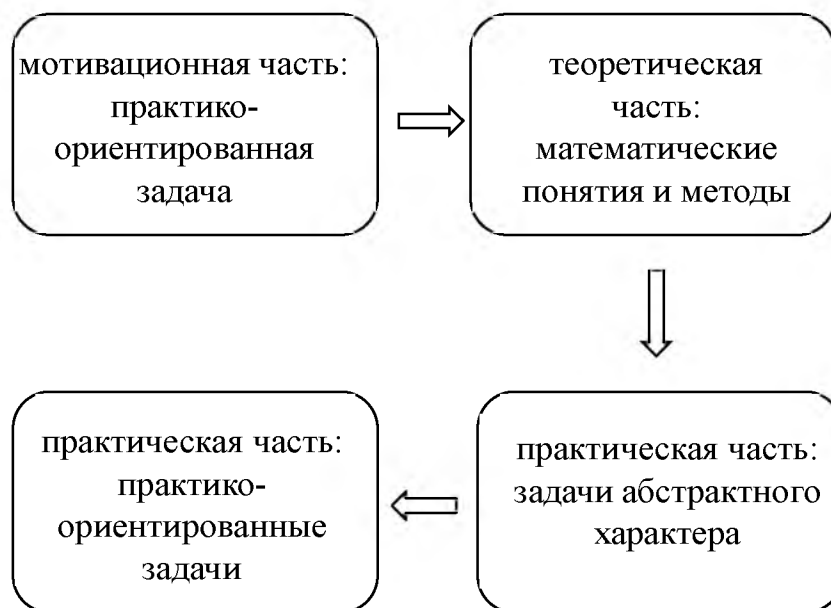 мотивационная часть:
практико-
ориентированная
задача
теоретическая
часть:
математические
понятия и методы
практическая часть:
задачи абстрактного
характера
практическая часть:
практико-
ориентированные
задачи